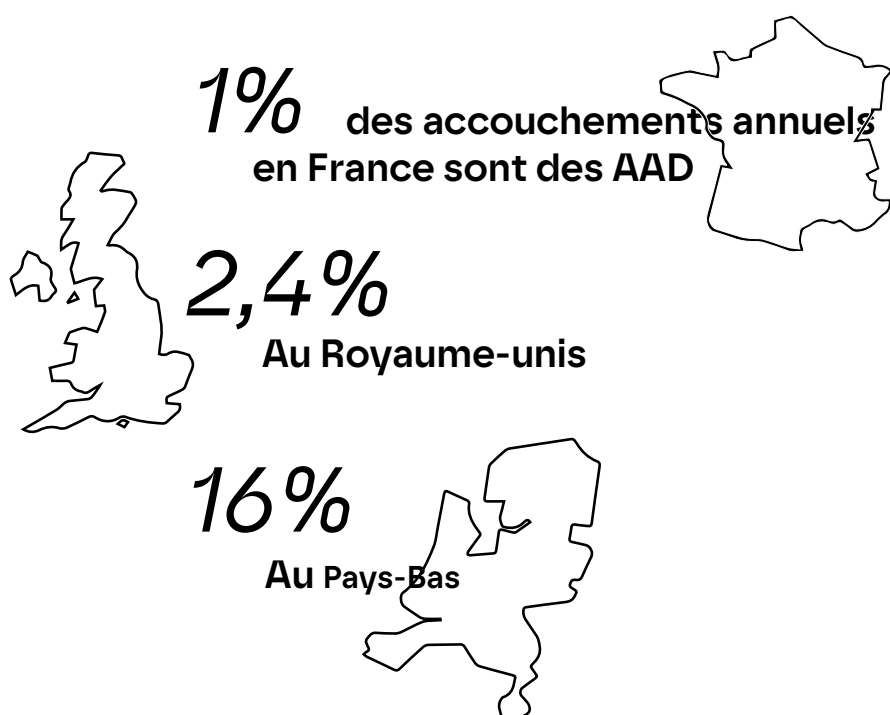 1% des accouchements annuels
en France sont des AAD
2,4%
Au Royaume-unis
16%
Au Pays-Bas